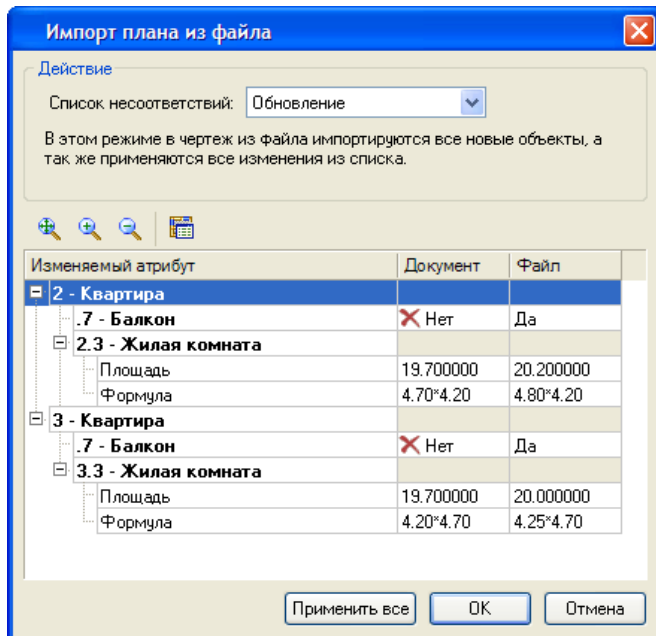 Импорт плана из файла
Действие
Список несоответствий: Обновление
В этом режиме в чертеж из файла импортируются все новые объекты, а
так же применяются все изменения из списка.
Изменяемый атрибут Документ Файл
2 - Квартира
.7 - Балкон Нет Да
2.3 - Жилая комната
Площадь 19.700000 20.200000
Формула 4.70*4.20 4.80*4.20
3 - Квартира
.7 - Балкон Нет Да
3.3 - Жилая комната
Площадь 19.700000 20.000000
Формула 4.20*4.70 4.25*4.70
Применить все OK Отмена